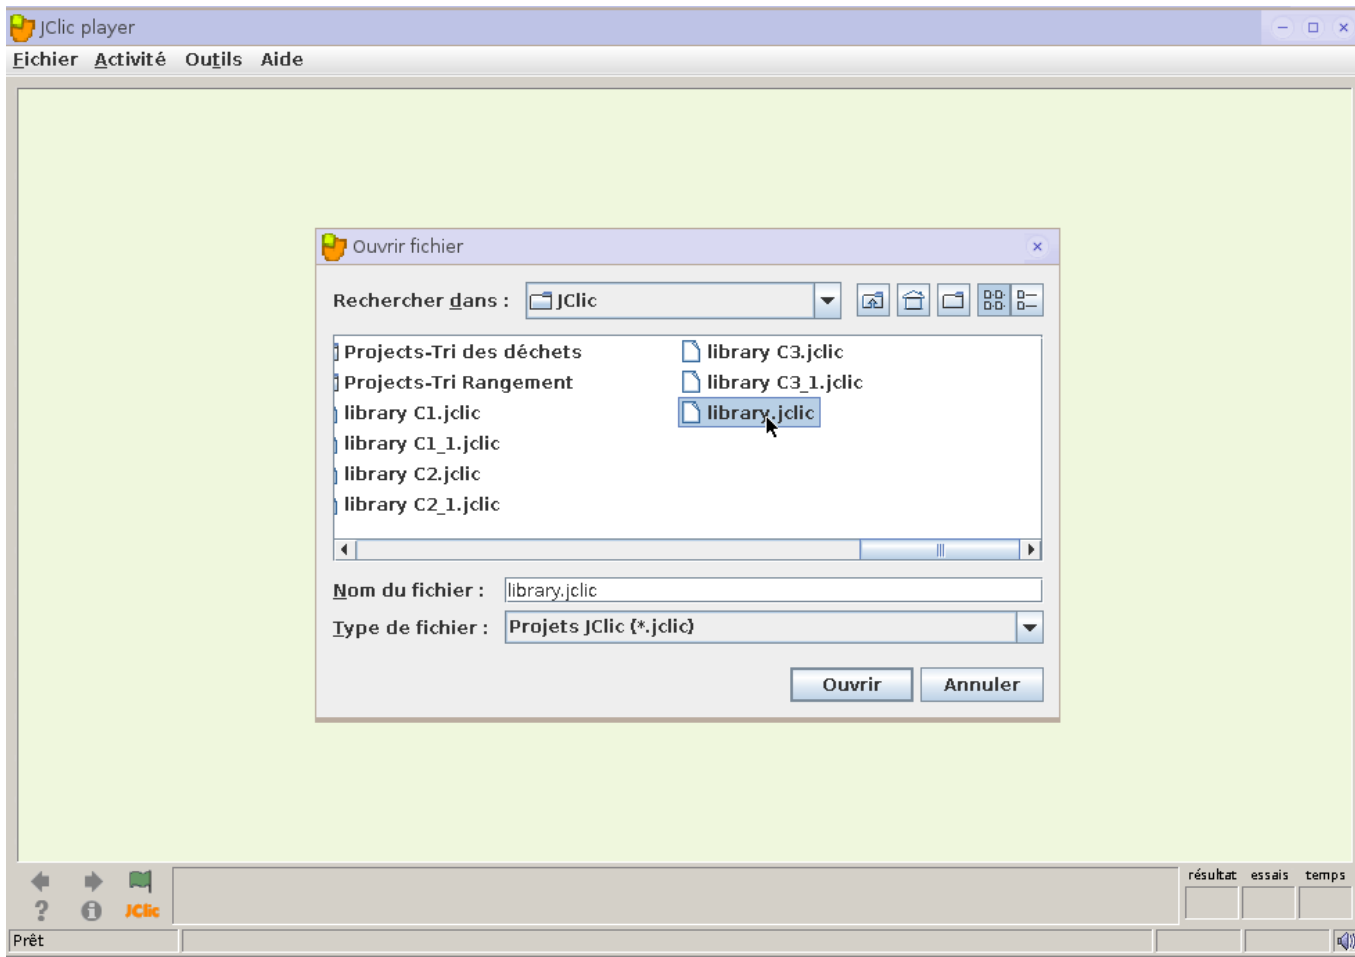 JClic player
Fichier Activité Outils Aide
Ouvrir fichier
Rechercher dans : JClic
Projects-Tri des déchets
Projects-Tri Rangement
library C1.jclic
library C1_1.jclic
library C2.jclic
library C2_1.jclic
library C3.jclic
library C3_1.jclic
library.jclic
Nom du fichier : library.jclic
Type de fichier : Projets JClic (*.jclic)
Ouvrir Annuler
résultat essais temps
JClic
Prêt